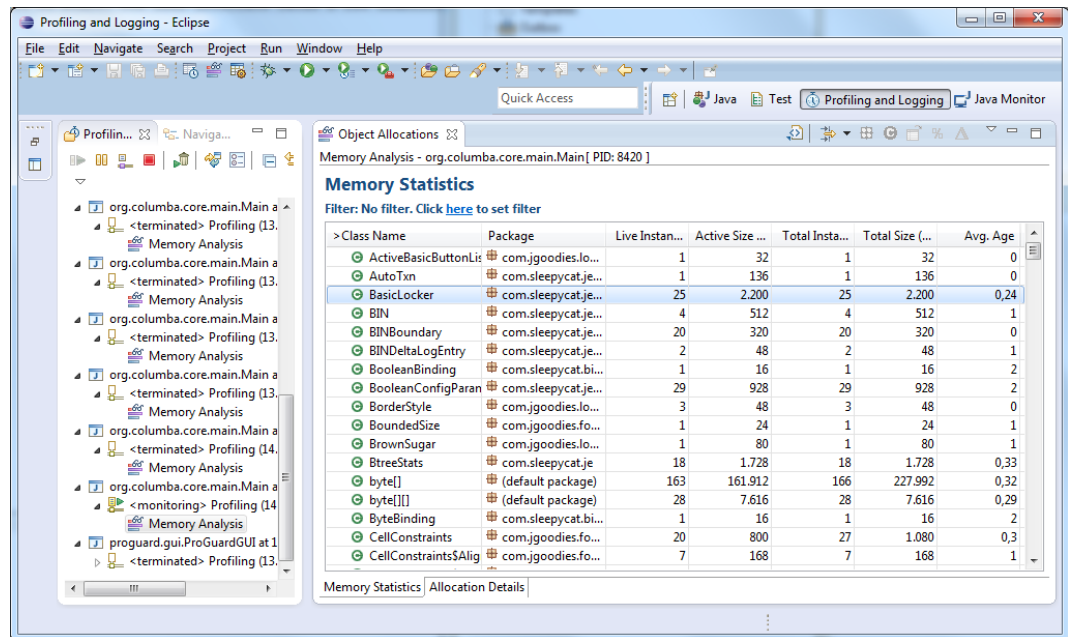 Profiling and Logging - Eclipse
File Edit Navigate Search Project Run Window Help
Quick Access
Java Test Profiling and Logging Java Monitor
Profilin... Naviga...
org.columba.core.main.Main a
<terminated> Profiling (13.
Memory Analysis
org.columba.core.main.Main a
<terminated> Profiling (13.
Memory Analysis
org.columba.core.main.Main a
<terminated> Profiling (13.
Memory Analysis
org.columba.core.main.Main a
<terminated> Profiling (13.
Memory Analysis
org.columba.core.main.Main a
<terminated> Profiling (14.
Memory Analysis
org.columba.core.main.Main a
<monitoring> Profiling (14
Memory Analysis
proguard.gui.ProGuardGUI at 1
<terminated> Profiling (13.
Object Allocations
Memory Analysis - org.columba.core.main.Main[ PID: 8420 ]
Memory Statistics
Filter: No filter. Click here to set filter
>Class Name Package Live Instan... Active Size ... Total Insta... Total Size (... Avg. Age
ActiveBasicButtonLis com.jgoodies.lo... 1 32 1 32 0
AutoTxn com.sleepycat.je... 1 136 1 136 0
BasicLocker com.sleepycat.je... 25 2.200 25 2.200 0,24
BIN com.sleepycat.je... 4 512 4 512 1
BINBoundary com.sleepycat.je... 20 320 20 320 0
BINDeltaLogEntry com.sleepycat.je... 2 48 2 48 1
BooleanBinding com.sleepycat.bi... 1 16 1 16 2
BooleanConfigParan com.sleepycat.je... 29 928 29 928 2
BorderStyle com.jgoodies.lo... 3 48 3 48 0
BoundedSize com.jgoodies.fo... 1 24 1 24 1
BrownSugar com.jgoodies.lo... 1 80 1 80 1
BtreeStats com.sleepycat.je 18 1.728 18 1.728 0,33
byte[] (default package) 163 161.912 166 227.992 0,32
byte[][] (default package) 28 7.616 28 7.616 0,29
ByteBinding com.sleepycat.bi... 1 16 1 16 2
CellConstraints com.jgoodies.fo... 20 800 27 1.080 0,3
CellConstraints$Alig com.jgoodies.fo... 7 168 7 168 1
Memory Statistics Allocation Details